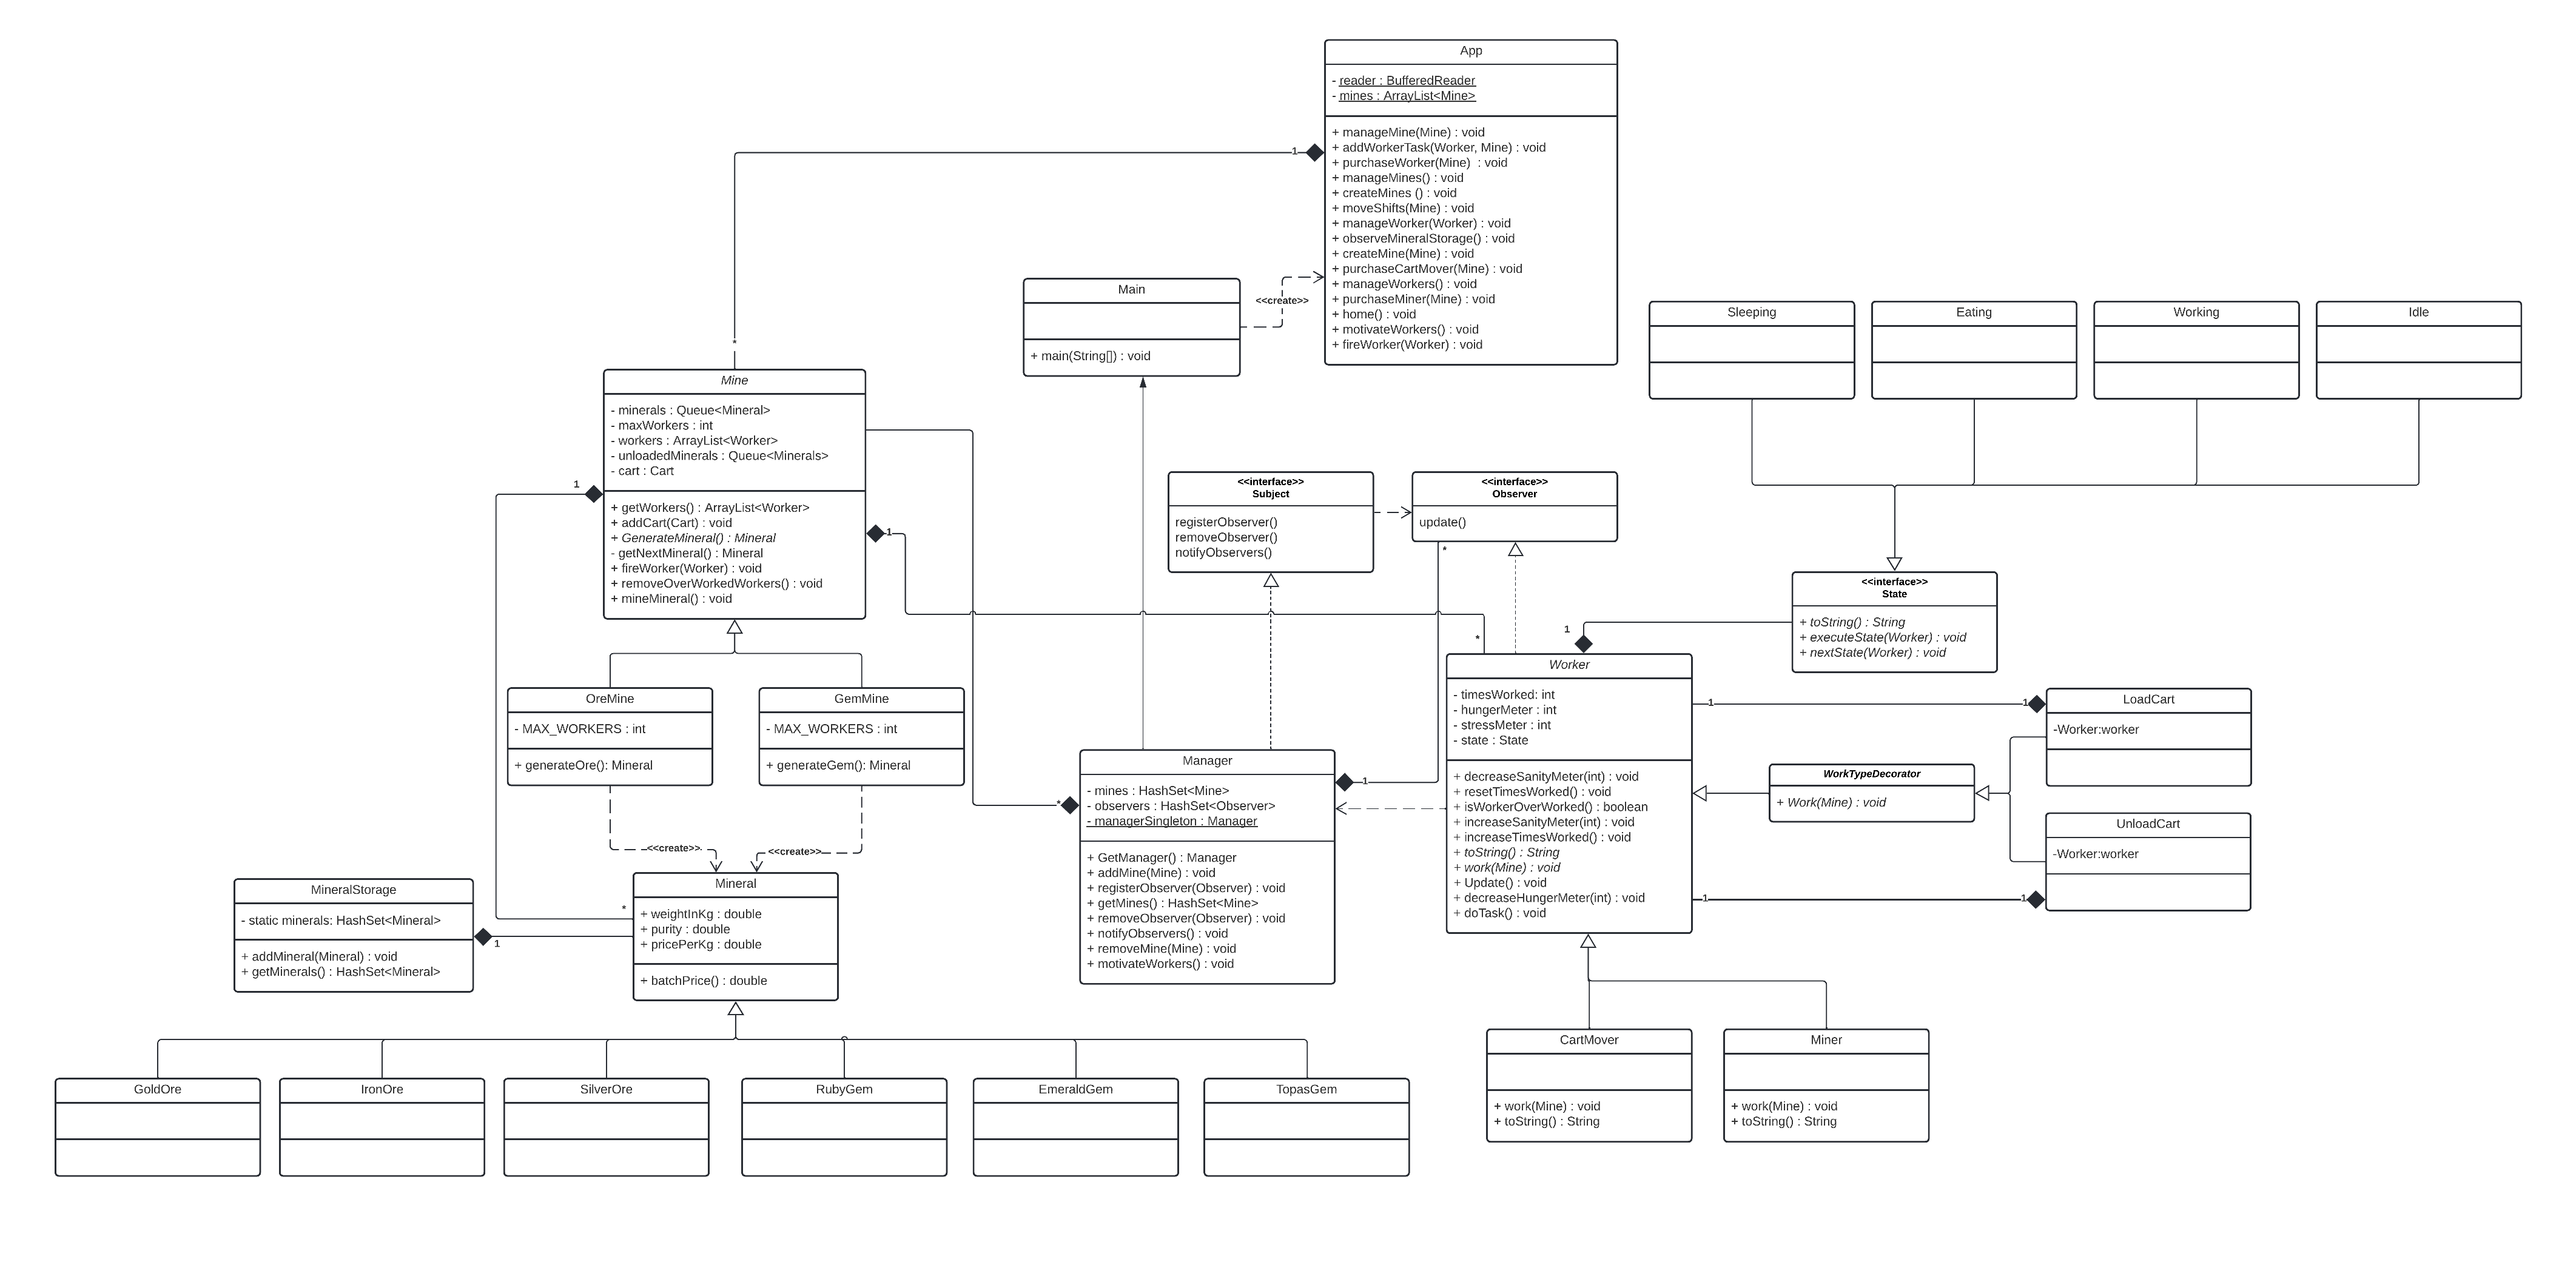 App
- reader : BufferedReader
- mines : ArrayList<Mine>
+ manageMine(Mine) : void
+ addWorkerTask(Worker, Mine) : void
+ purchaseWorker(Mine)  : void
+ manageMines() : void
+ createMines () : void
+ moveShifts(Mine) : void
+ manageWorker(Worker) : void
+ observeMineralStorage() : void
+ createMine(Mine) : void
+ purchaseCartMover(Mine) : void
+ manageWorkers() : void
+ purchaseMiner(Mine) : void
+ home() : void
+ motivateWorkers() : void
+ fireWorker(Worker) : void
1
*
Main
+ main(String[]) : void
<<create>>
Sleeping
Eating
Working
Idle
Mine
- minerals : Queue<Mineral>
- maxWorkers : int
- workers : ArrayList<Worker>
- unloadedMinerals : Queue<Minerals>
- cart : Cart
+ getWorkers() : ArrayList<Worker>
+ addCart(Cart) : void
+ GenerateMineral() : Mineral
- getNextMineral() : Mineral
+ fireWorker(Worker) : void
+ removeOverWorkedWorkers() : void
+ mineMineral() : void
1
1
<<interface>>
Subject
registerObserver()
removeObserver()
notifyObservers()
<<interface>>
Observer
update()
*
<<interface>>
State
+ toString() : String
+ executeState(Worker) : void
+ nextState(Worker) : void
*
1
OreMine
- MAX_WORKERS : int
+ generateOre(): Mineral
GemMine
- MAX_WORKERS : int
+ generateGem(): Mineral
<<create>>
<<create>>
Worker
- timesWorked: int
- hungerMeter : int
- stressMeter : int
- state : State
+ decreaseSanityMeter(int) : void
+ resetTimesWorked() : void
+ isWorkerOverWorked() : boolean
+ increaseSanityMeter(int) : void
+ increaseTimesWorked() : void
+ toString() : String
+ work(Mine) : void
+ Update() : void
+ decreaseHungerMeter(int) : void
+ doTask() : void
1
1
LoadCart
-Worker:worker
WorkTypeDecorator
+ Work(Mine) : void
UnloadCart
-Worker:worker
1
1
Manager
- mines : HashSet<Mine>
- observers : HashSet<Observer>
- managerSingleton : Manager
+ GetManager() : Manager
+ addMine(Mine) : void
+ registerObserver(Observer) : void
+ getMines() : HashSet<Mine>
+ removeObserver(Observer) : void
+ notifyObservers() : void
+ removeMine(Mine) : void
+ motivateWorkers() : void
*
1
MineralStorage
- static minerals: HashSet<Mineral>
+ addMineral(Mineral) : void
+ getMinerals() : HashSet<Mineral>
1
*
Mineral
+ weightInKg : double
+ purity : double
+ pricePerKg : double
+ batchPrice() : double
CartMover
+ work(Mine) : void
+ toString() : String
Miner
+ work(Mine) : void
+ toString() : String
GoldOre
IronOre
SilverOre
RubyGem
EmeraldGem
TopasGem